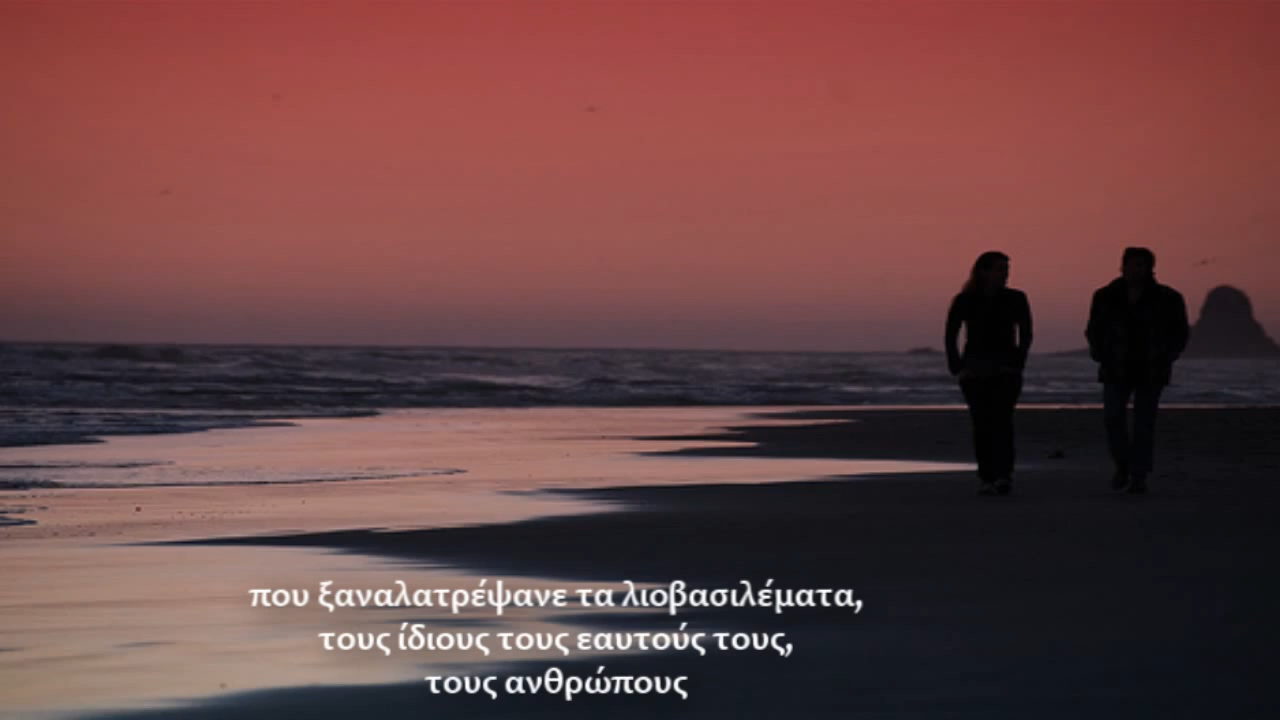 που ξαναλατρέψανε τα λιοβασιλέματα,
τους ίδιους τους εαυτούς τους,
τους ανθρώπους